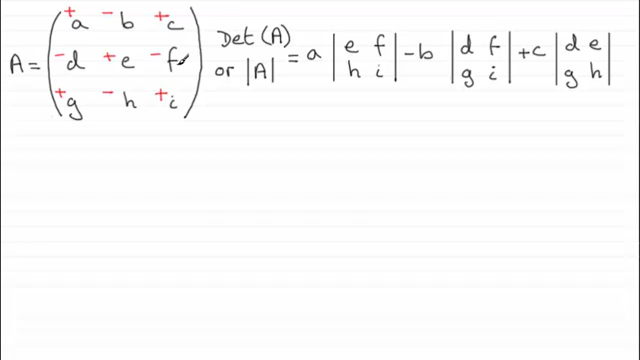 +a -b +c
A = -d +e -f
+g -h +i
Det (A) or |A| = a |e f| - b |d f| + c |d e|
|h i| |g i| |g h|